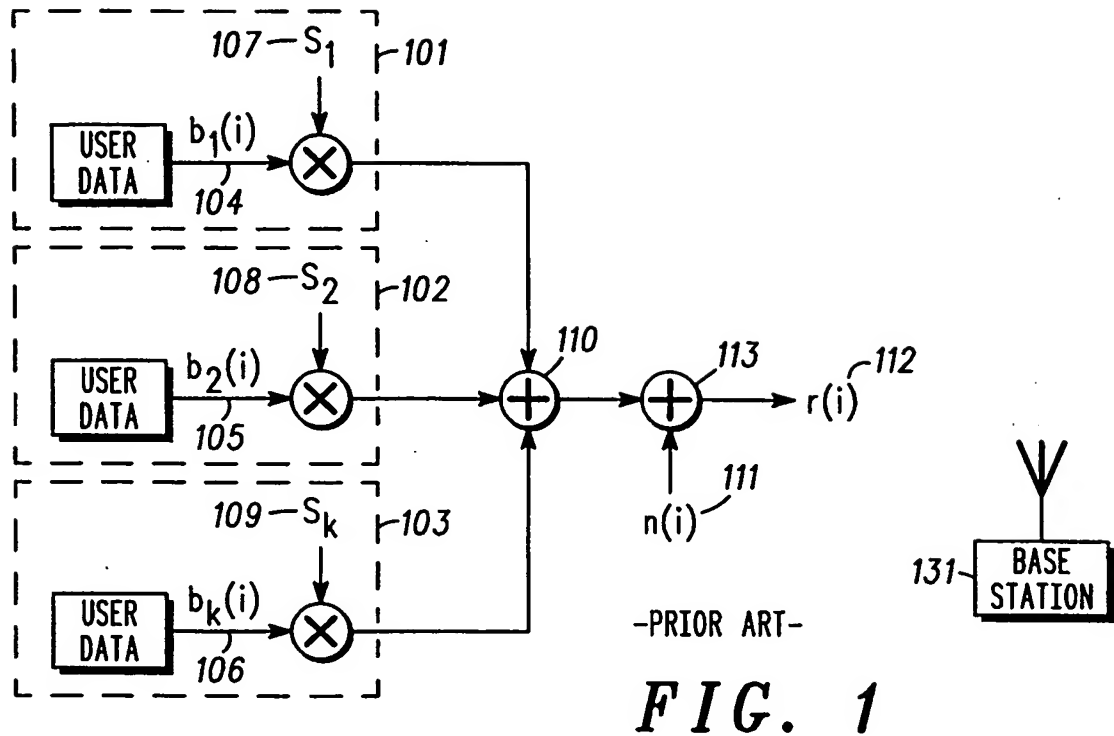 107 S₁ 101
USER DATA b₁(i) 104
108 S₂ 102
USER DATA b₂(i) 105
110 113 r(i) 112
n(i) 111
109 Sₖ 103
USER DATA bₖ(i) 106
131 BASE STATION
-PRIOR ART-
FIG. 1